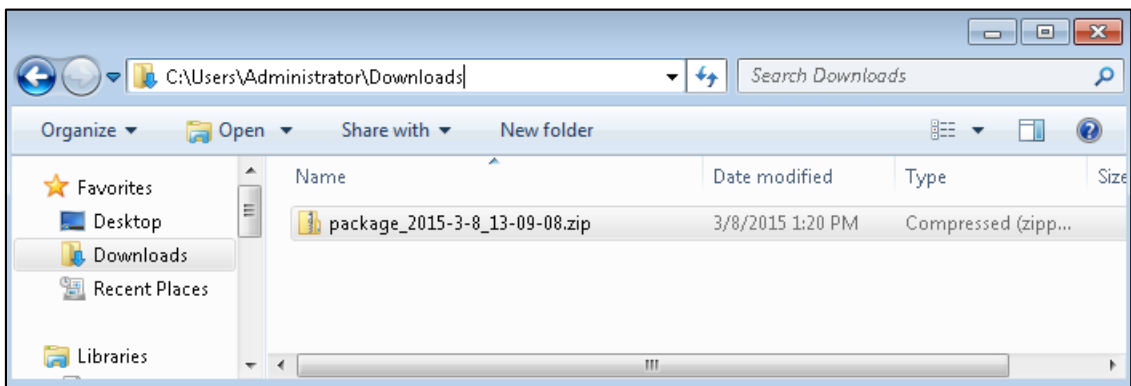 C:\Users\Administrator\Downloads
Search Downloads
Organize
Open
Share with
New folder
Favorites
Desktop
Downloads
Recent Places
Libraries
Name
Date modified
Type
Size
package_2015-3-8_13-09-08.zip
3/8/2015 1:20 PM
Compressed (zipp...